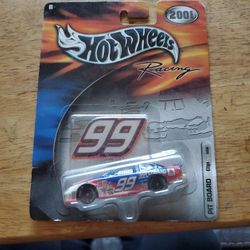 2001
HOT WHEELS
Racing
99
99
PIT BOARD